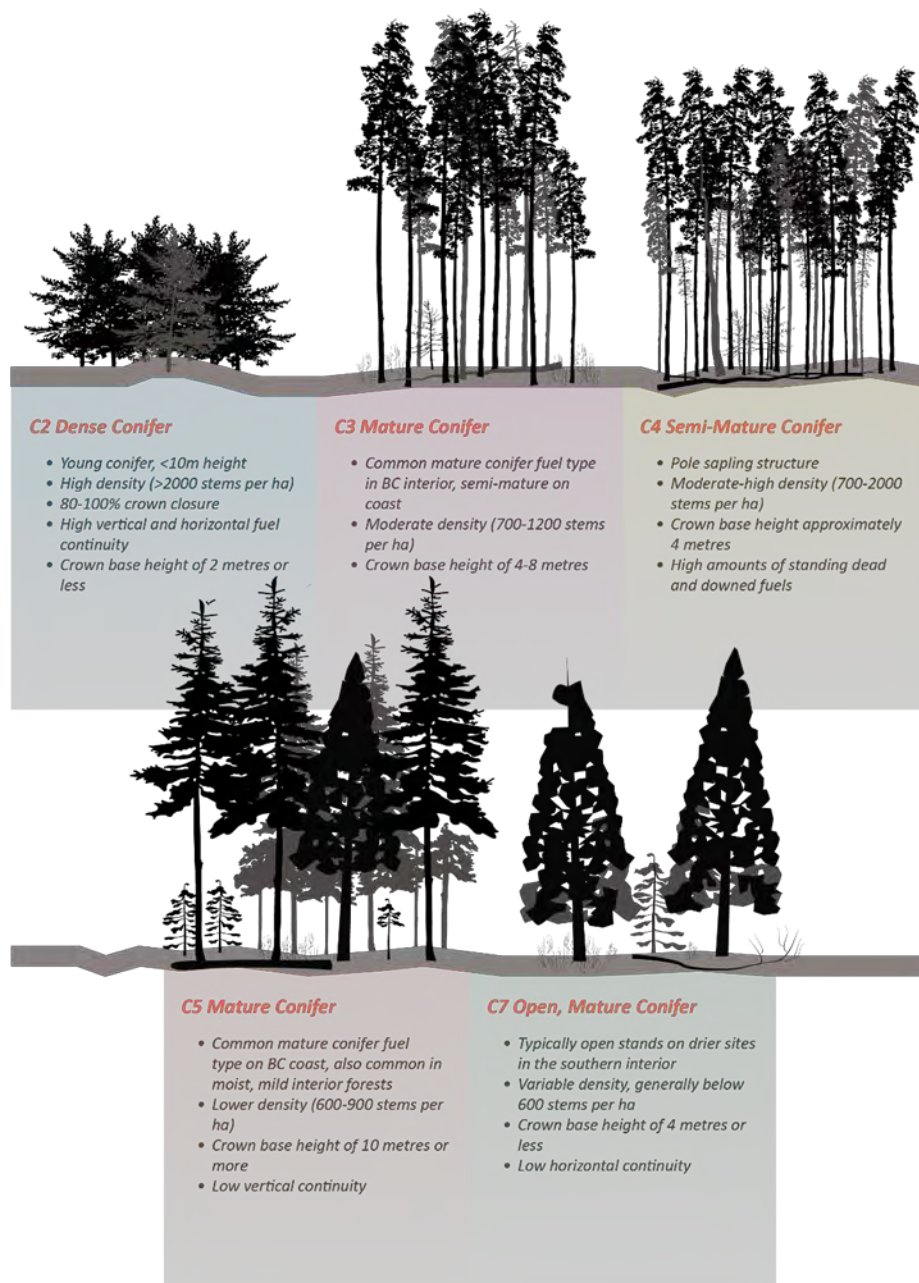 C2 Dense Conifer
• Young conifer, <10m height
• High density (>2000 stems per ha)
• 80-100% crown closure
• High vertical and horizontal fuel
continuity
• Crown base height of 2 metres or
less
C3 Mature Conifer
• Common mature conifer fuel type
in BC interior, semi-mature on
coast
• Moderate density (700-1200 stems
per ha)
• Crown base height of 4-8 metres
C4 Semi-Mature Conifer
• Pole sapling structure
• Moderate-high density (700-2000
stems per ha)
• Crown base height approximately
4 metres
• High amounts of standing dead
and downed fuels
C5 Mature Conifer
• Common mature conifer fuel
type on BC coast, also common in
moist, mild interior forests
• Lower density (600-900 stems per
ha)
• Crown base height of 10 metres or
more
• Low vertical continuity
C7 Open, Mature Conifer
• Typically open stands on drier sites
in the southern interior
• Variable density, generally below
600 stems per ha
• Crown base height of 4 metres or
less
• Low horizontal continuity